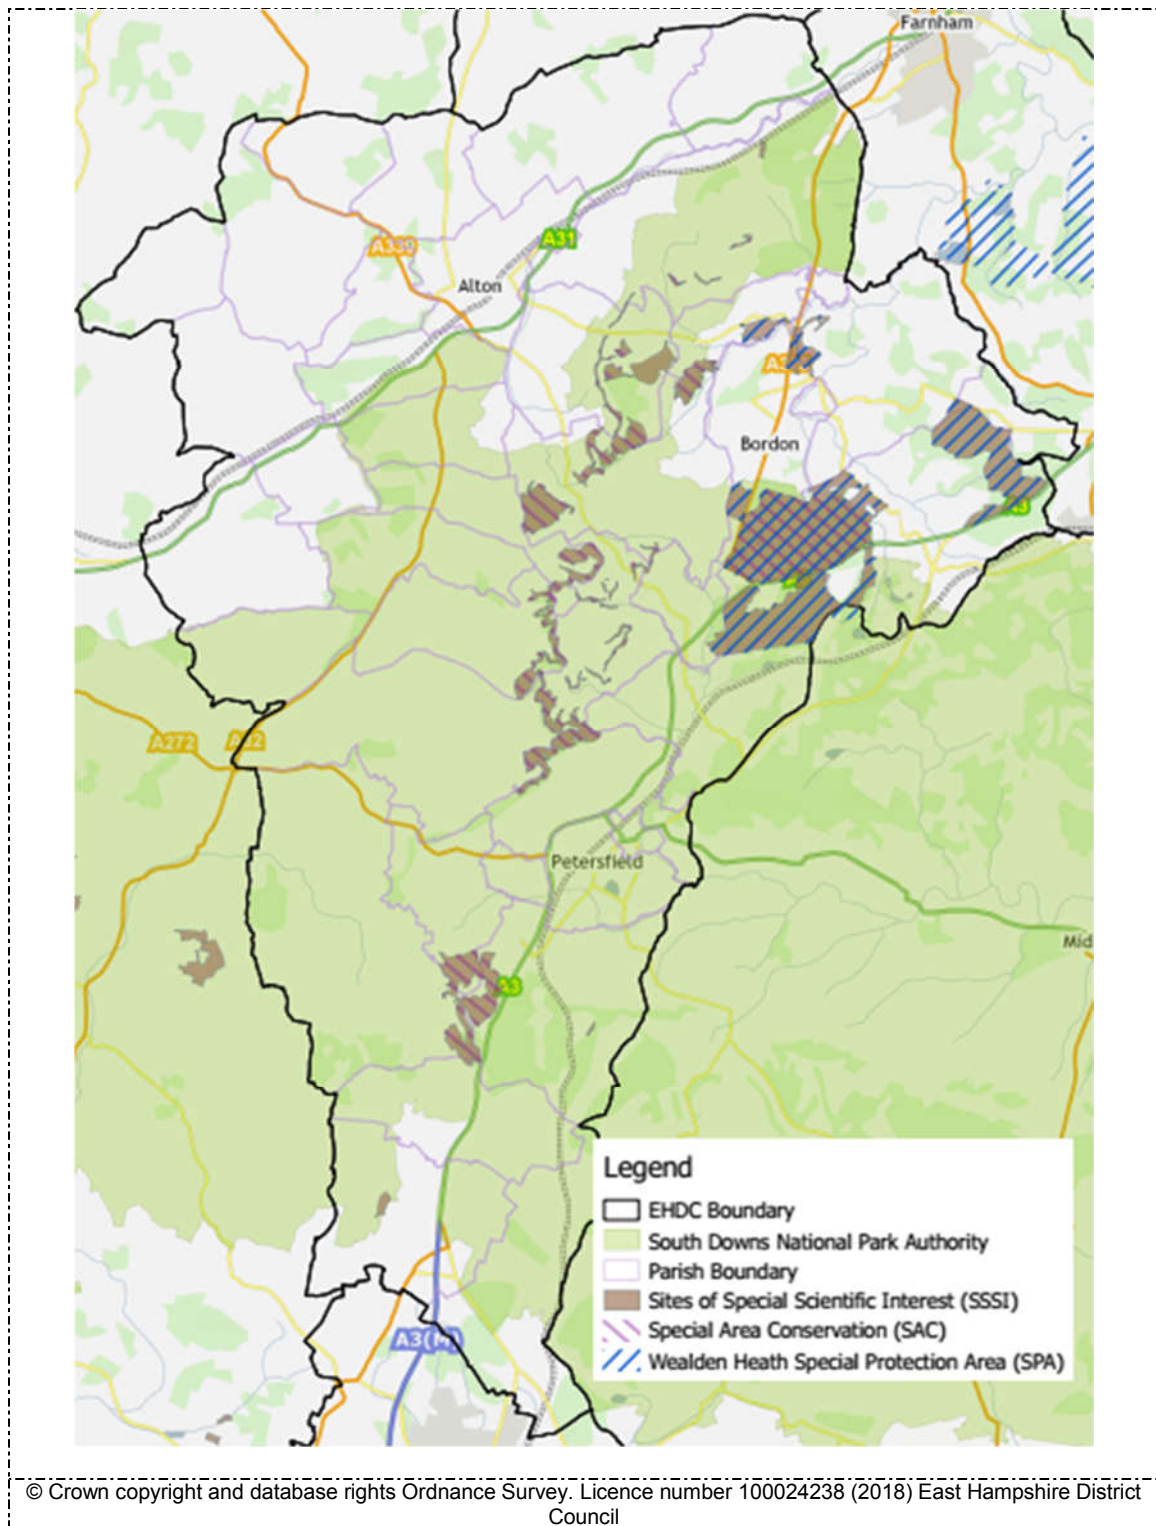 Farnham
A31
A339
Alton
Bordon
A3
A272
A32
Petersfield
Mid
A3
Legend
EHDC Boundary
South Downs National Park Authority
Parish Boundary
Sites of Special Scientific Interest (SSSI)
Special Area Conservation (SAC)
Wealden Heath Special Protection Area (SPA)
A3(M)
© Crown copyright and database rights Ordnance Survey. Licence number 100024238 (2018) East Hampshire District
Council